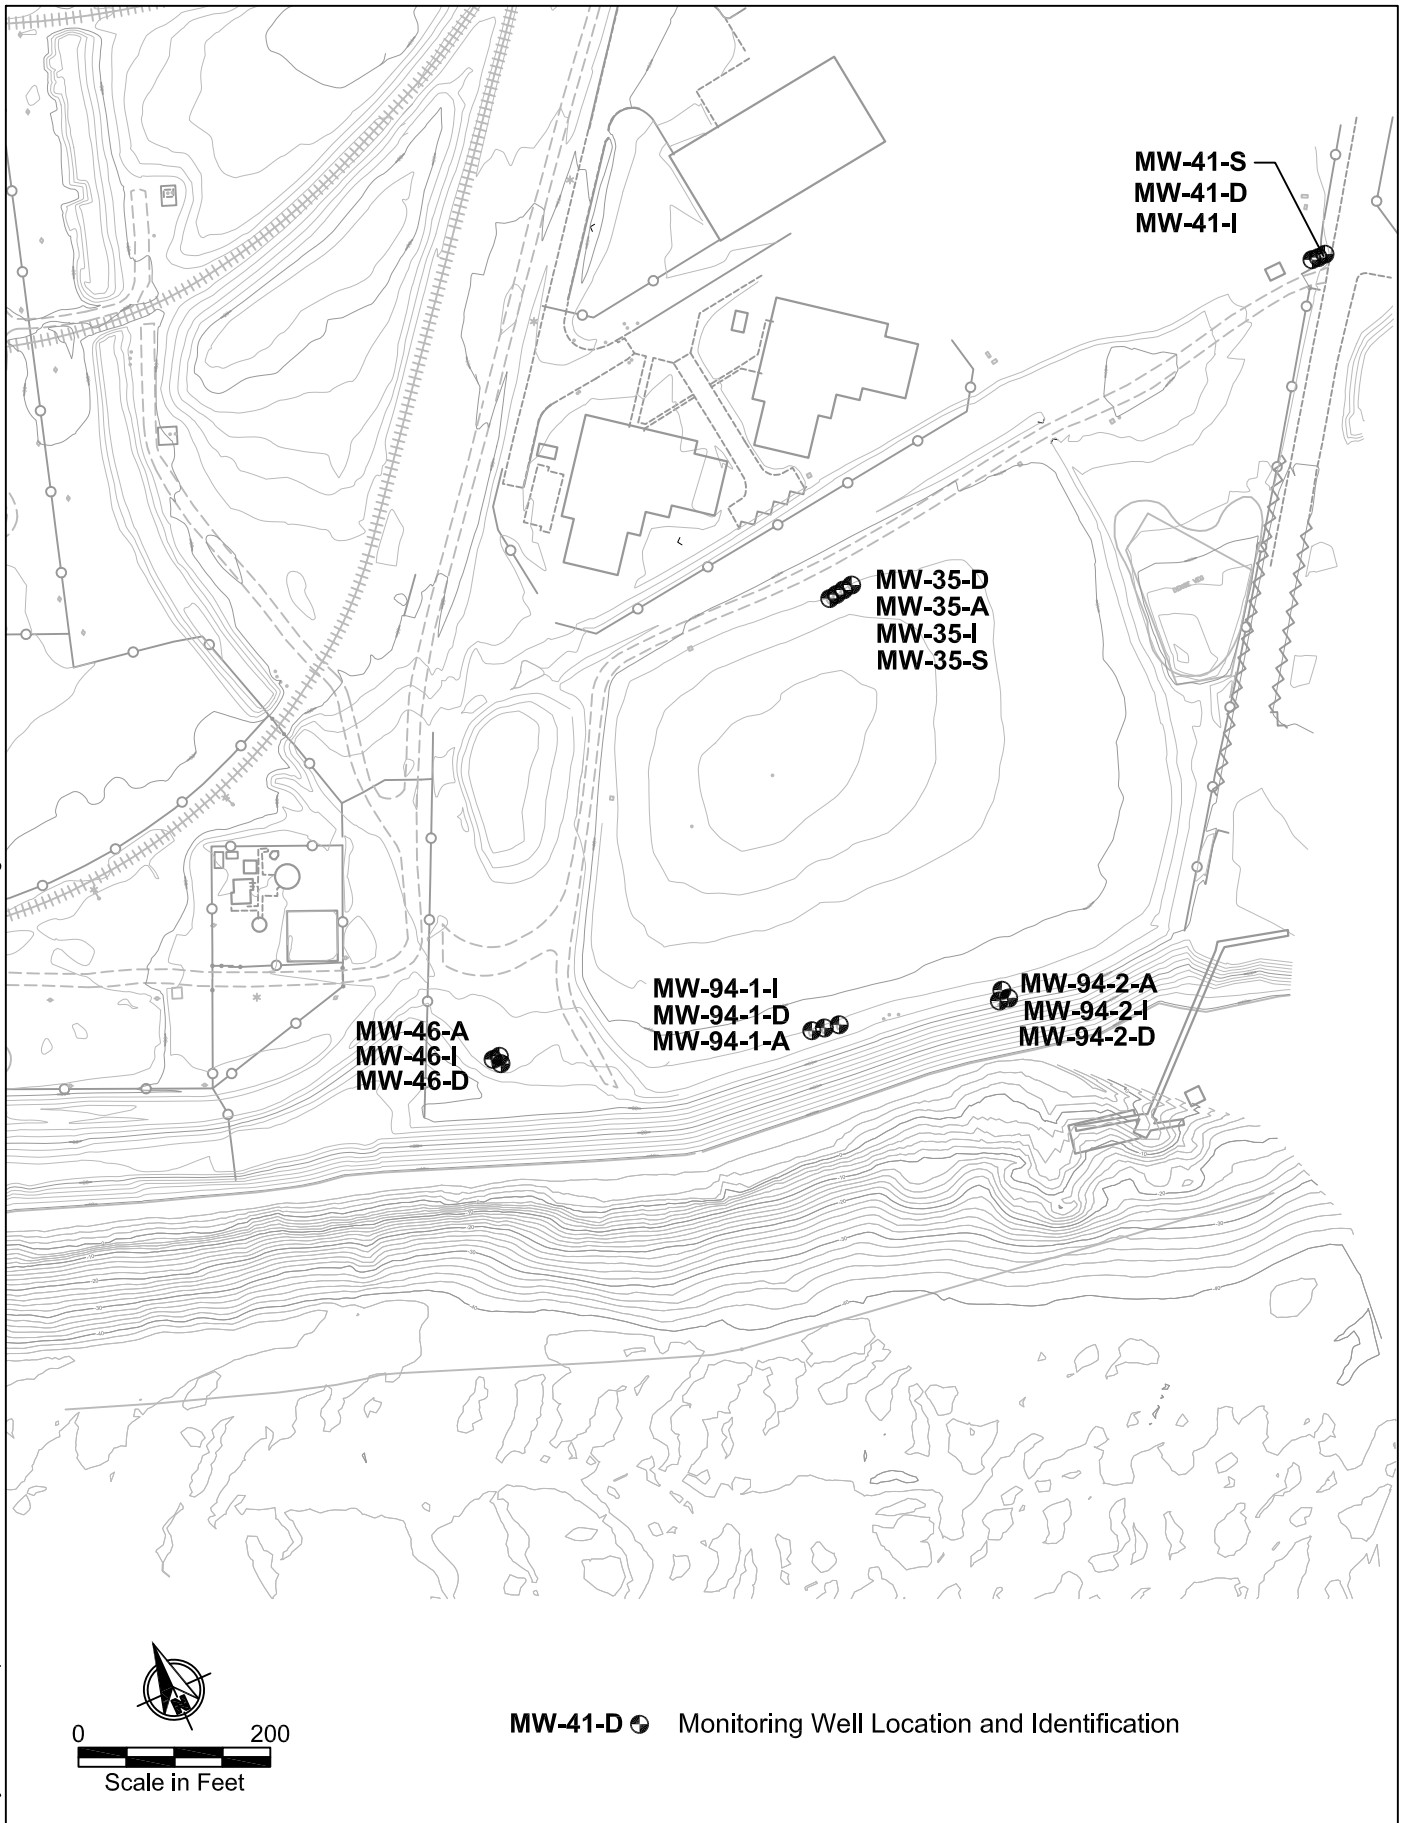 MW-41-S
MW-41-D
MW-41-I
MW-35-D
MW-35-A
MW-35-I
MW-35-S
MW-94-1-I
MW-94-1-D
MW-94-1-A
MW-94-2-A
MW-94-2-I
MW-94-2-D
MW-46-A
MW-46-I
MW-46-D
N
0 200
Scale in Feet
MW-41-D Monitoring Well Location and Identification